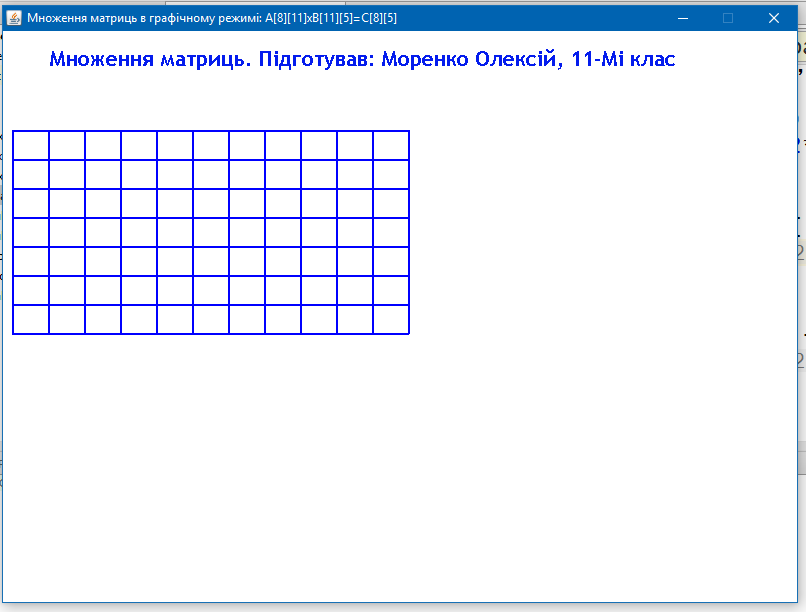 Множення матриць в графічному режимі: A[8][11]xB[11][5]=C[8][5]
Множення матриць. Підготував: Моренко Олексій, 11-Мі клас